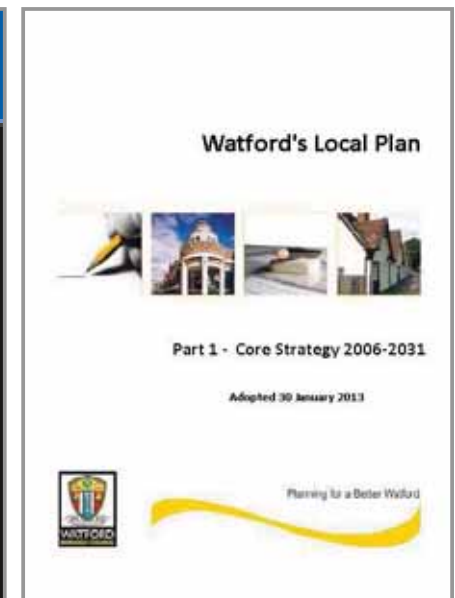 Watford's Local Plan
Part 1 - Core Strategy 2006-2031
Adopted 30 January 2013
Planning for a Better Watford
WATFORD